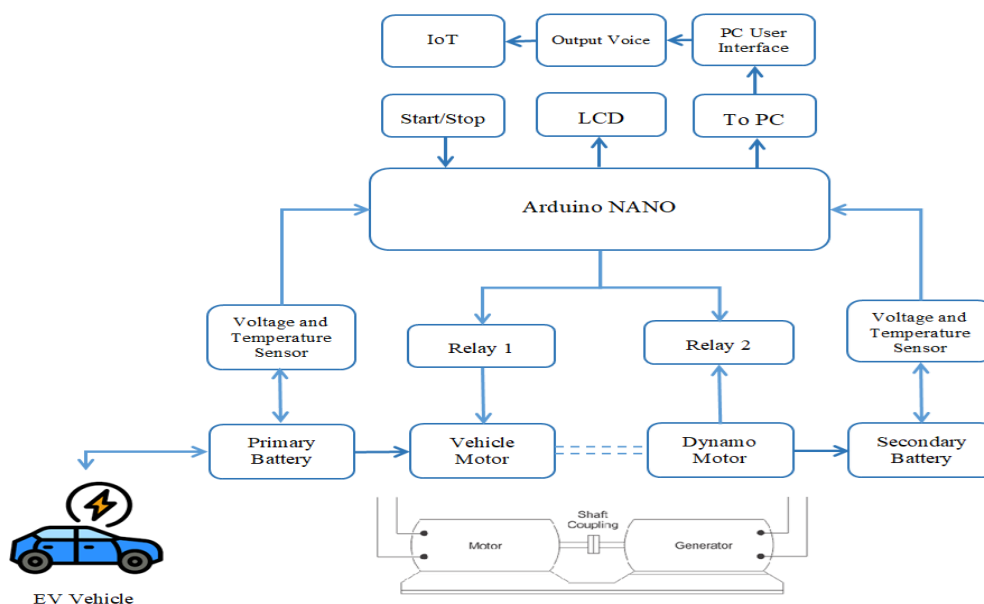 IoT
Output Voice
PC User
Interface
Start/Stop
LCD
To PC
Arduino NANO
Voltage and
Temperature
Sensor
Relay 1
Relay 2
Voltage and
Temperature
Sensor
Primary
Battery
Vehicle
Motor
Dynamo
Motor
Secondary
Battery
Shaft
Coupling
Motor
Generator
EV Vehicle